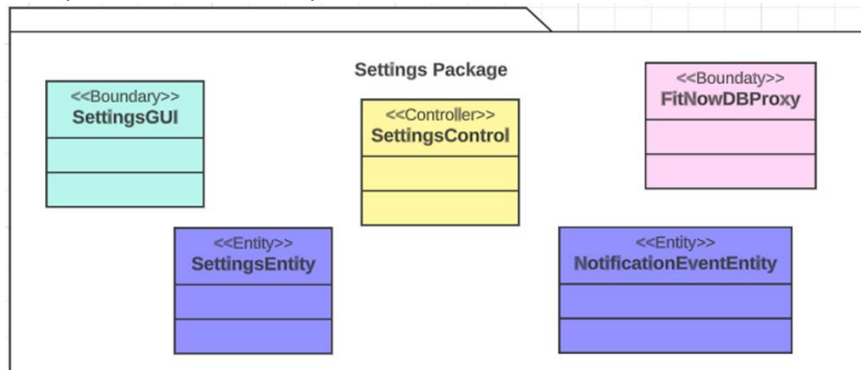 Settings Package
<<Boundary>>
SettingsGUI
<<Controller>>
SettingsControl
<<Boundaty>>
FitNowDBProxy
<<Entity>>
SettingsEntity
<<Entity>>
NotificationEventEntity